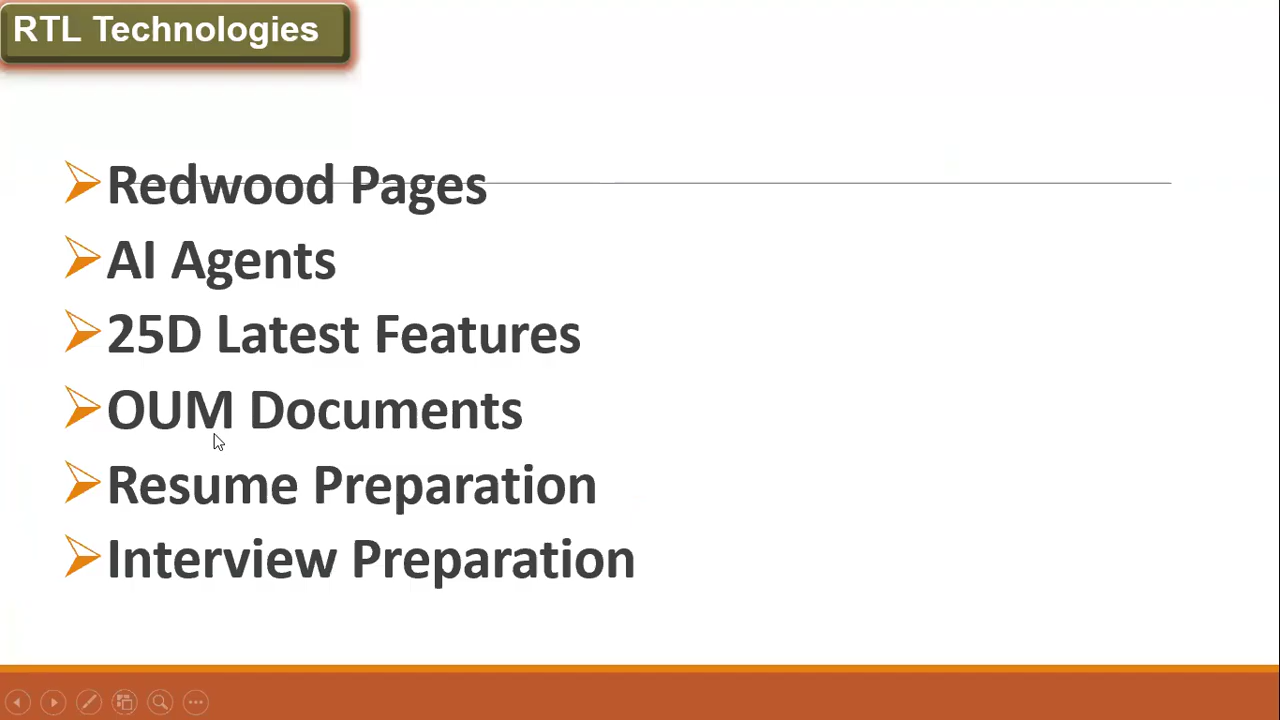 RTL Technologies
Redwood Pages
AI Agents
25D Latest Features
OUM Documents
Resume Preparation
Interview Preparation